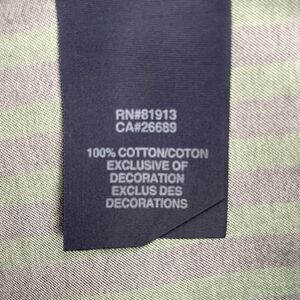 RN#81913
CA#26689
100% COTTON/COTON
EXCLUSIVE OF
DECORATION
EXCLUS DES
DECORATIONS